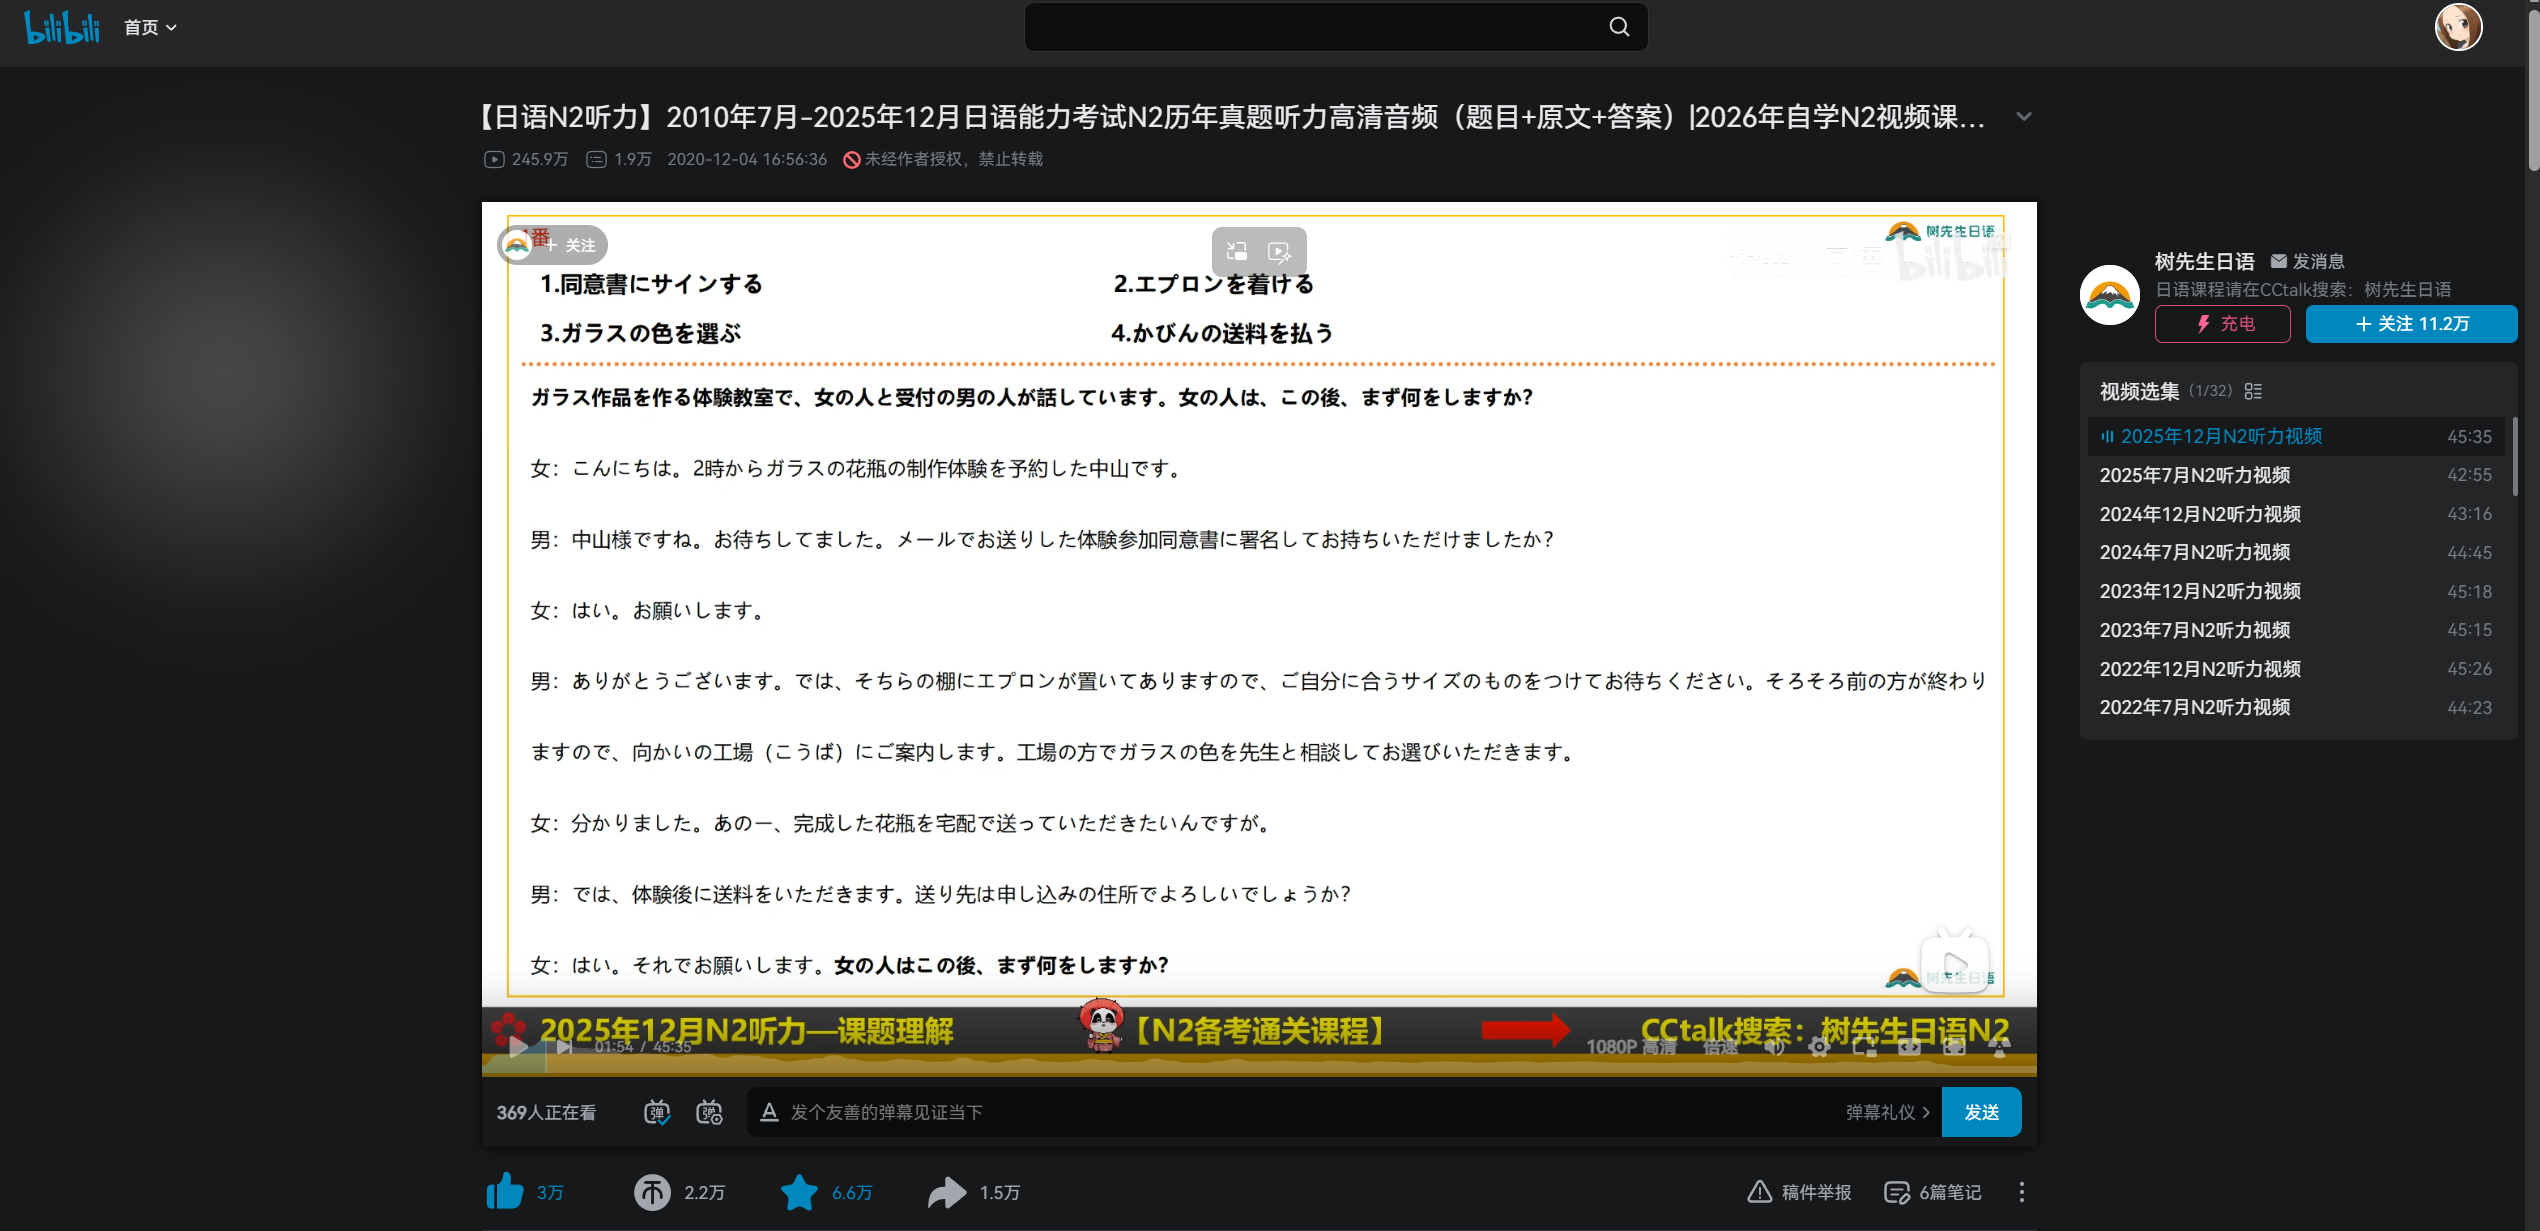 bilibili
首页
【日语N2听力】2010年7月-2025年12月日语能力考试N2历年真题听力高清音频（题目+原文+答案）|2026年自学N2视频课...
245.9万 1.9万 2020-12-04 16:56:36 未经作者授权，禁止转载
1番
+ 关注
树先生日语
bilibili
1.同意書にサインする 2.エプロンを着ける
3.ガラスの色を選ぶ 4.かびんの送料を払う
ガラス作品を作る体験教室で、女の人と受付の男の人が話しています。女の人は、この後、まず何をしますか？
女：こんにちは。2時からガラスの花瓶の制作体験を予約した中山です。
男：中山様ですね。お待ちしてました。メールでお送りした体験参加同意書に署名してお持ちいただけましたか？
女：はい。お願いします。
男：ありがとうございます。では、そちらの棚にエプロンが置いてありますので、ご自分に合うサイズのものをつけてお待ちください。そろそろ前の方が終わり
ますので、向かいの工場（こうば）にご案内します。工場の方でガラスの色を先生と相談してお選びいただきます。
女：分かりました。あのー、完成した花瓶を宅配で送っていただきたいんですが。
男：では、体験後に送料をいただきます。送り先は申し込みの住所でよろしいでしょうか？
女：はい。それでお願いします。女の人はこの後、まず何をしますか？
树先生日语
2025年12月N2听力—课题理解 【N2备考通关课程】 CCtalk搜索：树先生日语N2
01:54 / 45:35 1080P 高清 倍速
369人正在看 弹 弹 A 发个友善的弹幕见证当下 弹幕礼仪 发送
3万 2.2万 6.6万 1.5万 稿件举报 6篇笔记
树先生日语 发消息
日语课程请在CCtalk搜索：树先生日语
充电 + 关注 11.2万
视频选集 （1/32）
2025年12月N2听力视频 45:35
2025年7月N2听力视频 42:55
2024年12月N2听力视频 43:16
2024年7月N2听力视频 44:45
2023年12月N2听力视频 45:18
2023年7月N2听力视频 45:15
2022年12月N2听力视频 45:26
2022年7月N2听力视频 44:23